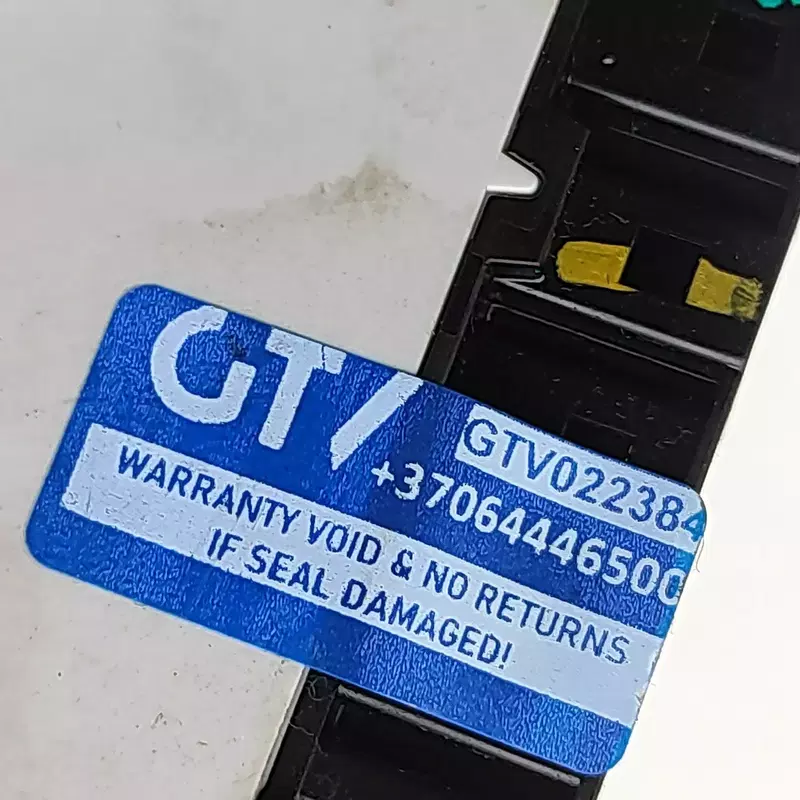 GTV
GTV022384
+37064446500
WARRANTY VOID & NO RETURNS
IF SEAL DAMAGED!